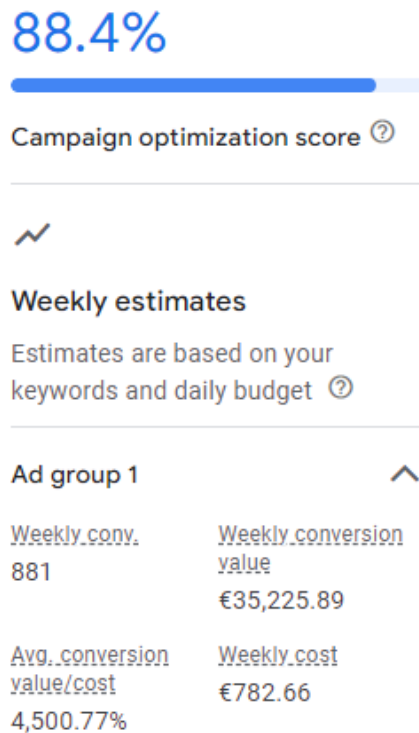 88.4%
Campaign optimization score
Weekly estimates
Estimates are based on your
keywords and daily budget
Ad group 1
Weekly conv.
881
Weekly conversion
value
€35,225.89
Avg. conversion
value/cost
4,500.77%
Weekly cost
€782.66